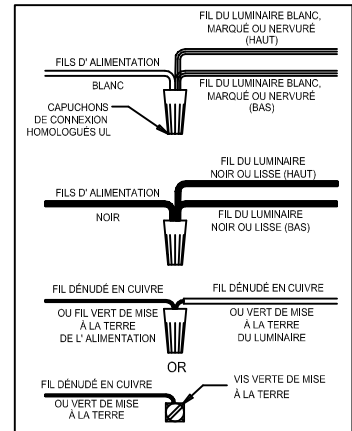 FIL DU LUMINAIRE BLANC,
MARQUÉ OU NERVURÉ
(HAUT)
FILS D' ALIMENTATION
BLANC
FIL DU LUMINAIRE BLANC,
MARQUÉ OU NERVURÉ
(BAS)
CAPUCHONS
DE CONNEXION
HOMOLOGUÉS UL
FIL DU LUMINAIRE
NOIR OU LISSE (HAUT)
FILS D' ALIMENTATION
NOIR
FIL DU LUMINAIRE
NOIR OU LISSE (BAS)
FIL DÉNUDÉ EN CUIVRE
OU FIL VERT DE MISE
À LA TERRE
DE L' ALIMENTATION
FIL DÉNUDÉ EN CUIVRE
OU VERT DE MISE
À LA TERRE
DU LUMINAIRE
OR
FIL DÉNUDÉ EN CUIVRE
OU VERT DE MISE
À LA TERRE
VIS VERTE DE MISE
À LA TERRE